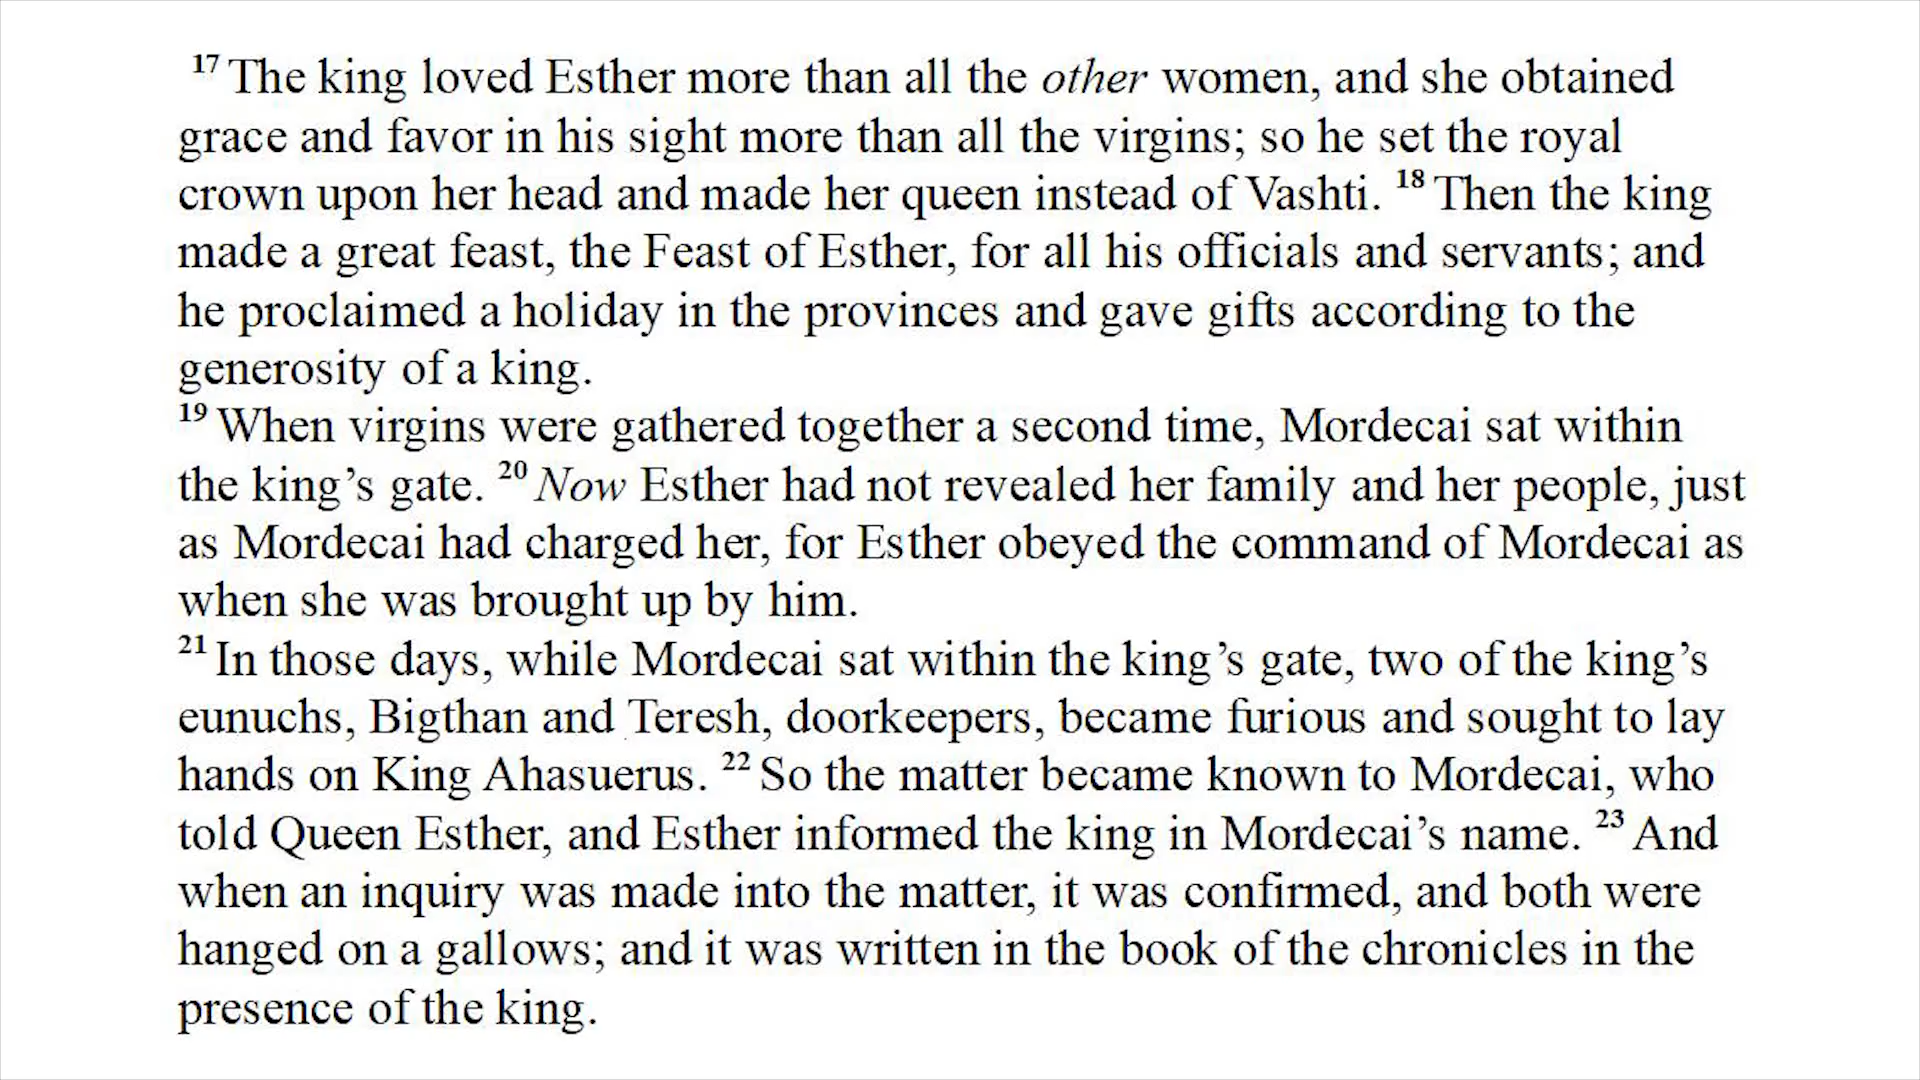 17 The king loved Esther more than all the other women, and she obtained
grace and favor in his sight more than all the virgins; so he set the royal
crown upon her head and made her queen instead of Vashti. 18 Then the king
made a great feast, the Feast of Esther, for all his officials and servants; and
he proclaimed a holiday in the provinces and gave gifts according to the
generosity of a king.
19 When virgins were gathered together a second time, Mordecai sat within
the king’s gate. 20 Now Esther had not revealed her family and her people, just
as Mordecai had charged her, for Esther obeyed the command of Mordecai as
when she was brought up by him.
21 In those days, while Mordecai sat within the king’s gate, two of the king’s
eunuchs, Bigthan and Teresh, doorkeepers, became furious and sought to lay
hands on King Ahasuerus. 22 So the matter became known to Mordecai, who
told Queen Esther, and Esther informed the king in Mordecai’s name. 23 And
when an inquiry was made into the matter, it was confirmed, and both were
hanged on a gallows; and it was written in the book of the chronicles in the
presence of the king.